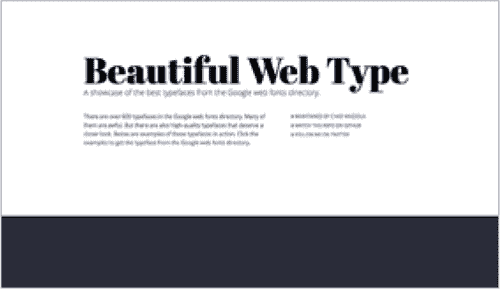 Beautiful Web Type
A showcase of the best typefaces from the Google web fonts directory.
There are over 600 typefaces in the Google web fonts directory. Many of
them are awful. But there are also high-quality typefaces that deserve a
closer look. Below are examples of these typefaces in action. Click the
examples to get the typeface from the Google web fonts directory.
MAINTAINED BY CHAD MAZZOLA
WATCH THIS REPO ON GITHUB
FOLLOW ME ON TWITTER